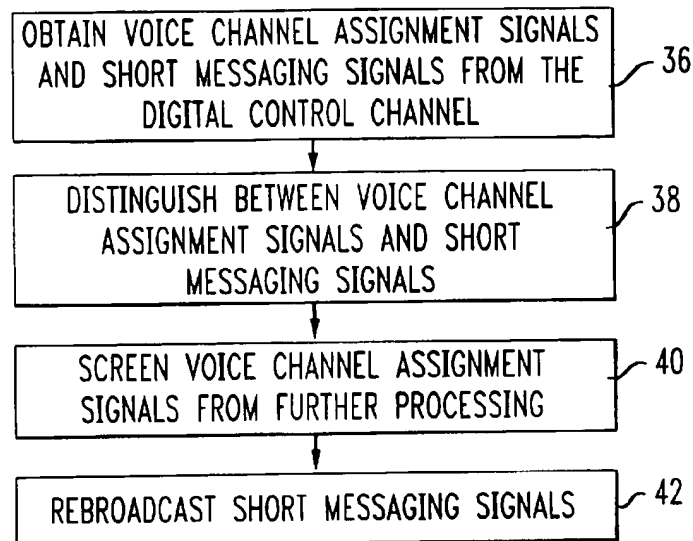 OBTAIN VOICE CHANNEL ASSIGNMENT SIGNALS
AND SHORT MESSAGING SIGNALS FROM THE
DIGITAL CONTROL CHANNEL
36
DISTINGUISH BETWEEN VOICE CHANNEL
ASSIGNMENT SIGNALS AND SHORT
MESSAGING SIGNALS
38
SCREEN VOICE CHANNEL ASSIGNMENT
SIGNALS FROM FURTHER PROCESSING
40
REBROADCAST SHORT MESSAGING SIGNALS
42